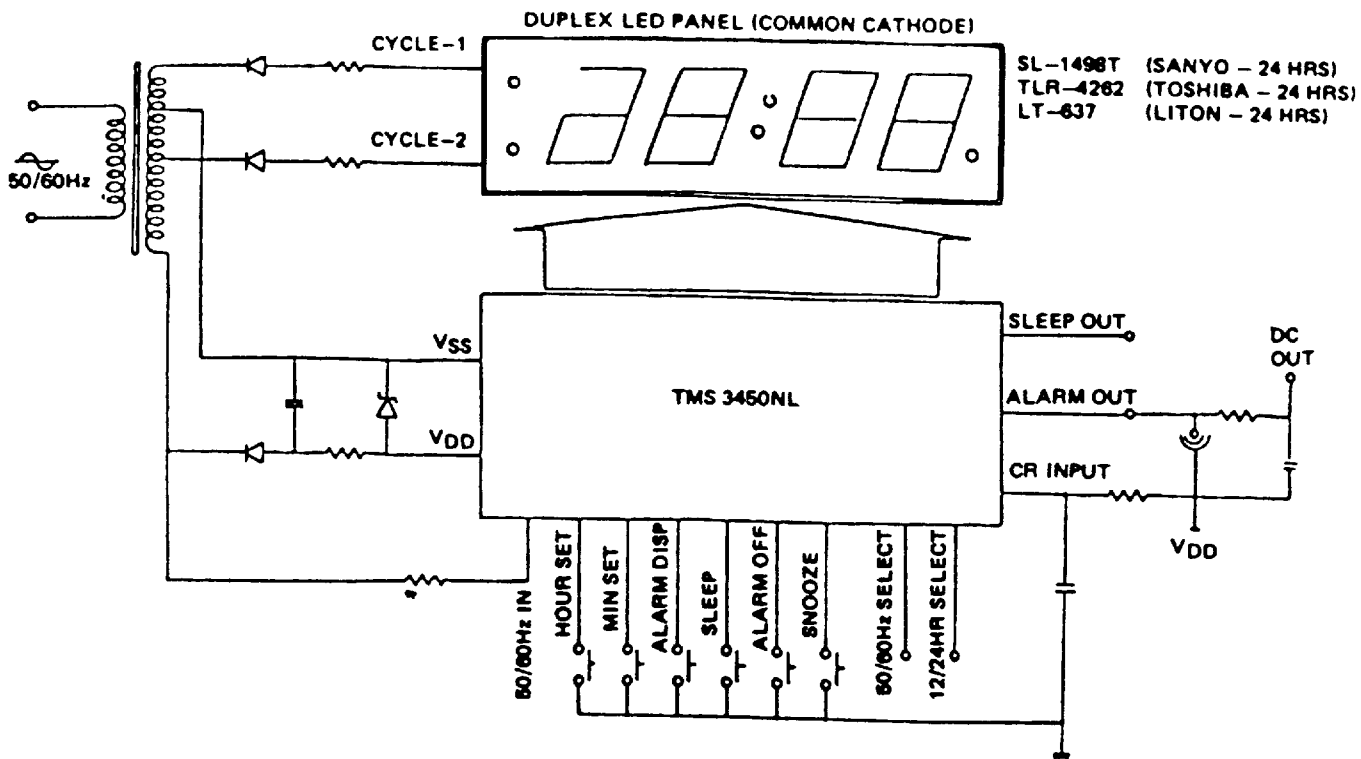 DUPLEX LED PANEL (COMMON CATHODE)
CYCLE-1
SL-1498T (SANYO - 24 HRS)
TLR-4262 (TOSHIBA - 24 HRS)
LT-637 (LITON - 24 HRS)
CYCLE-2
50/60Hz
SLEEP OUT
DC
OUT
VSS
TMS 3450NL
ALARM OUT
VDD
CR INPUT
VDD
50/60Hz IN
HOUR SET
MIN SET
ALARM DISP
SLEEP
ALARM OFF
SNOOZE
50/60Hz SELECT
12/24HR SELECT